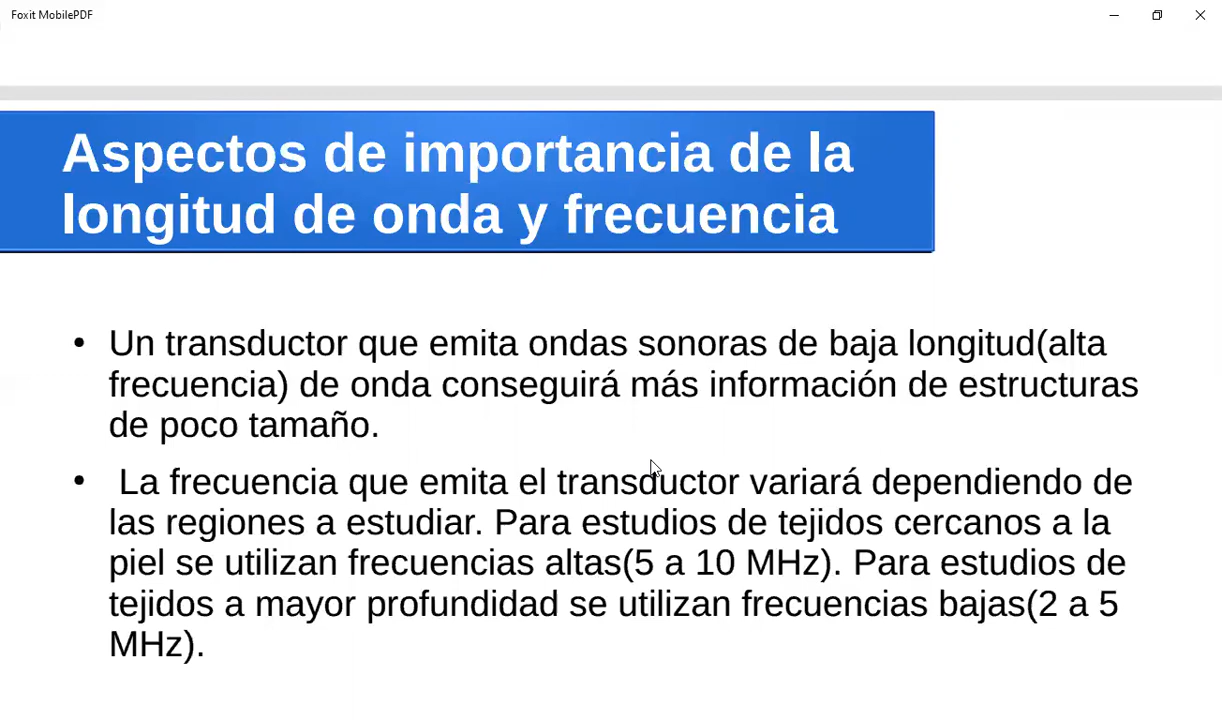 Foxit MobilePDF
Aspectos de importancia de la
longitud de onda y frecuencia
• Un transductor que emita ondas sonoras de baja longitud(alta
frecuencia) de onda conseguirá más información de estructuras
de poco tamaño.
• La frecuencia que emita el transductor variará dependiendo de
las regiones a estudiar. Para estudios de tejidos cercanos a la
piel se utilizan frecuencias altas(5 a 10 MHz). Para estudios de
tejidos a mayor profundidad se utilizan frecuencias bajas(2 a 5
MHz).